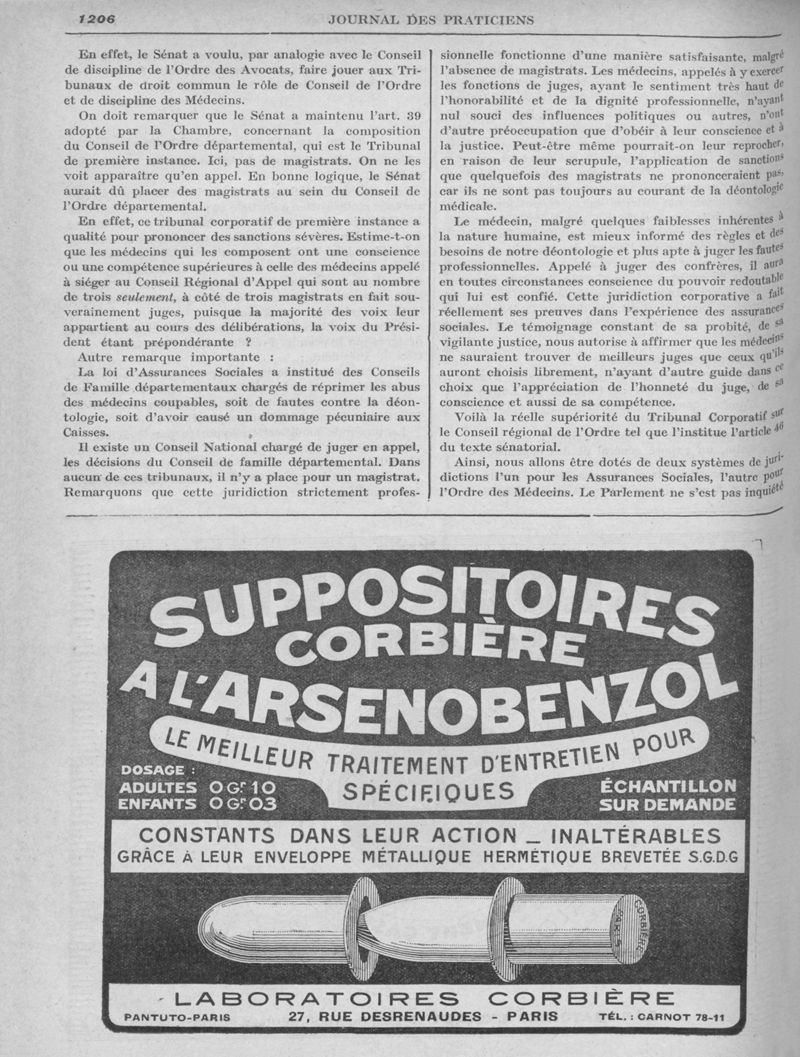 1206
JOURNAL DES PRATICIENS
En effet, le Sénat a voulu, par analogie avec le Conseil
de discipline de l'Ordre des Avocats, faire jouer aux Tri-
bunaux de droit commun le rôle de Conseil de l'Ordre
et de discipline des Médecins.
On doit remarquer que le Sénat a maintenu l'art. 39
adopté par la Chambre, concernant la composition
du Conseil de l'Ordre départemental, qui est le Tribunal
de première instance. Ici, pas de magistrats. On ne les
voit apparaître qu'en appel. En bonne logique, le Sénat
aurait dû placer des magistrats au sein du Conseil de
l'Ordre départemental.
En effet, ce tribunal corporatif de première instance a
qualité pour prononcer des sanctions sévères. Estime-t-on
que les médecins qui les composent ont une conscience
ou une compétence supérieures à celle des médecins appelé
à siéger au Conseil Régional d'Appel qui sont au nombre
de trois seulement, à côté de trois magistrats en fait sou-
verainement juges, puisque la majorité des voix leur
appartient au cours des délibérations, la voix du Prési-
dent étant prépondérante ?
Autre remarque importante :
La loi d'Assurances Sociales a institué des Conseils
de Famille départementaux chargés de réprimer les abus
des médecins coupables, soit de fautes contre la déon-
tologie, soit d'avoir causé un dommage pécuniaire aux
Caisses.
Il existe un Conseil National chargé de juger en appel,
les décisions du Conseil de famille départemental. Dans
aucun de ces tribunaux, il n'y a place pour un magistrat.
Remarquons que cette juridiction strictement profes-
sionnelle fonctionne d'une manière satisfaisante, malgré
l'absence de magistrats. Les médecins, appelés à y exercer
les fonctions de juges, ayant le sentiment très haut de
l'honorabilité et de la dignité professionnelle, n'ayant
nul souci des influences politiques ou autres, n'ont
d'autre préoccupation que d'obéir à leur conscience et à
la justice. Peut-être même pourrait-on leur reprocher,
en raison de leur scrupule, l'application de sanctions
que quelquefois des magistrats ne prononceraient pas,
car ils ne sont pas toujours au courant de la déontologie
médicale.
Le médecin, malgré quelques faiblesses inhérentes à
la nature humaine, est mieux informé des règles et des
besoins de notre déontologie et plus apte à juger les fautes
professionnelles. Appelé à juger des confrères, il aura
en toutes circonstances conscience du pouvoir redoutable
qui lui est confié. Cette juridiction corporative a fait
réellement ses preuves dans l'expérience des assurances
sociales. Le témoignage constant de sa probité, de sa
vigilante justice, nous autorise à affirmer que les médecins
ne sauraient trouver de meilleurs juges que ceux qu'ils
auront choisis librement, n'ayant d'autre guide dans ce
choix que l'appréciation de l'honneté du juge, de sa
conscience et aussi de sa compétence.
Voilà la réelle supériorité du Tribunal Corporatif sur
le Conseil régional de l'Ordre tel que l'institue l'article 46
du texte sénatorial.
Ainsi, nous allons être dotés de deux systèmes de juri-
dictions l'un pour les Assurances Sociales, l'autre pour
l'Ordre des Médecins. Le Parlement ne s'est pas inquiété
SUPPOSITOIRES
CORBIÈRE
A L'ARSENOBENZOL
LE MEILLEUR TRAITEMENT D'ENTRETIEN POUR
SPÉCIFIQUES
DOSAGE :
ADULTES 0 Gr 10
ENFANTS 0 Gr 03
ÉCHANTILLON
SUR DEMANDE
CONSTANTS DANS LEUR ACTION _ INALTÉRABLES
GRÂCE A LEUR ENVELOPPE MÉTALLIQUE HERMÉTIQUE BREVETÉE S.G.D.G
CORBIÈRE
PARIS
LABORATOIRES CORBIÈRE
PANTUTO-PARIS 27, RUE DESRENAUDES - PARIS TÉL. : CARNOT 78-11